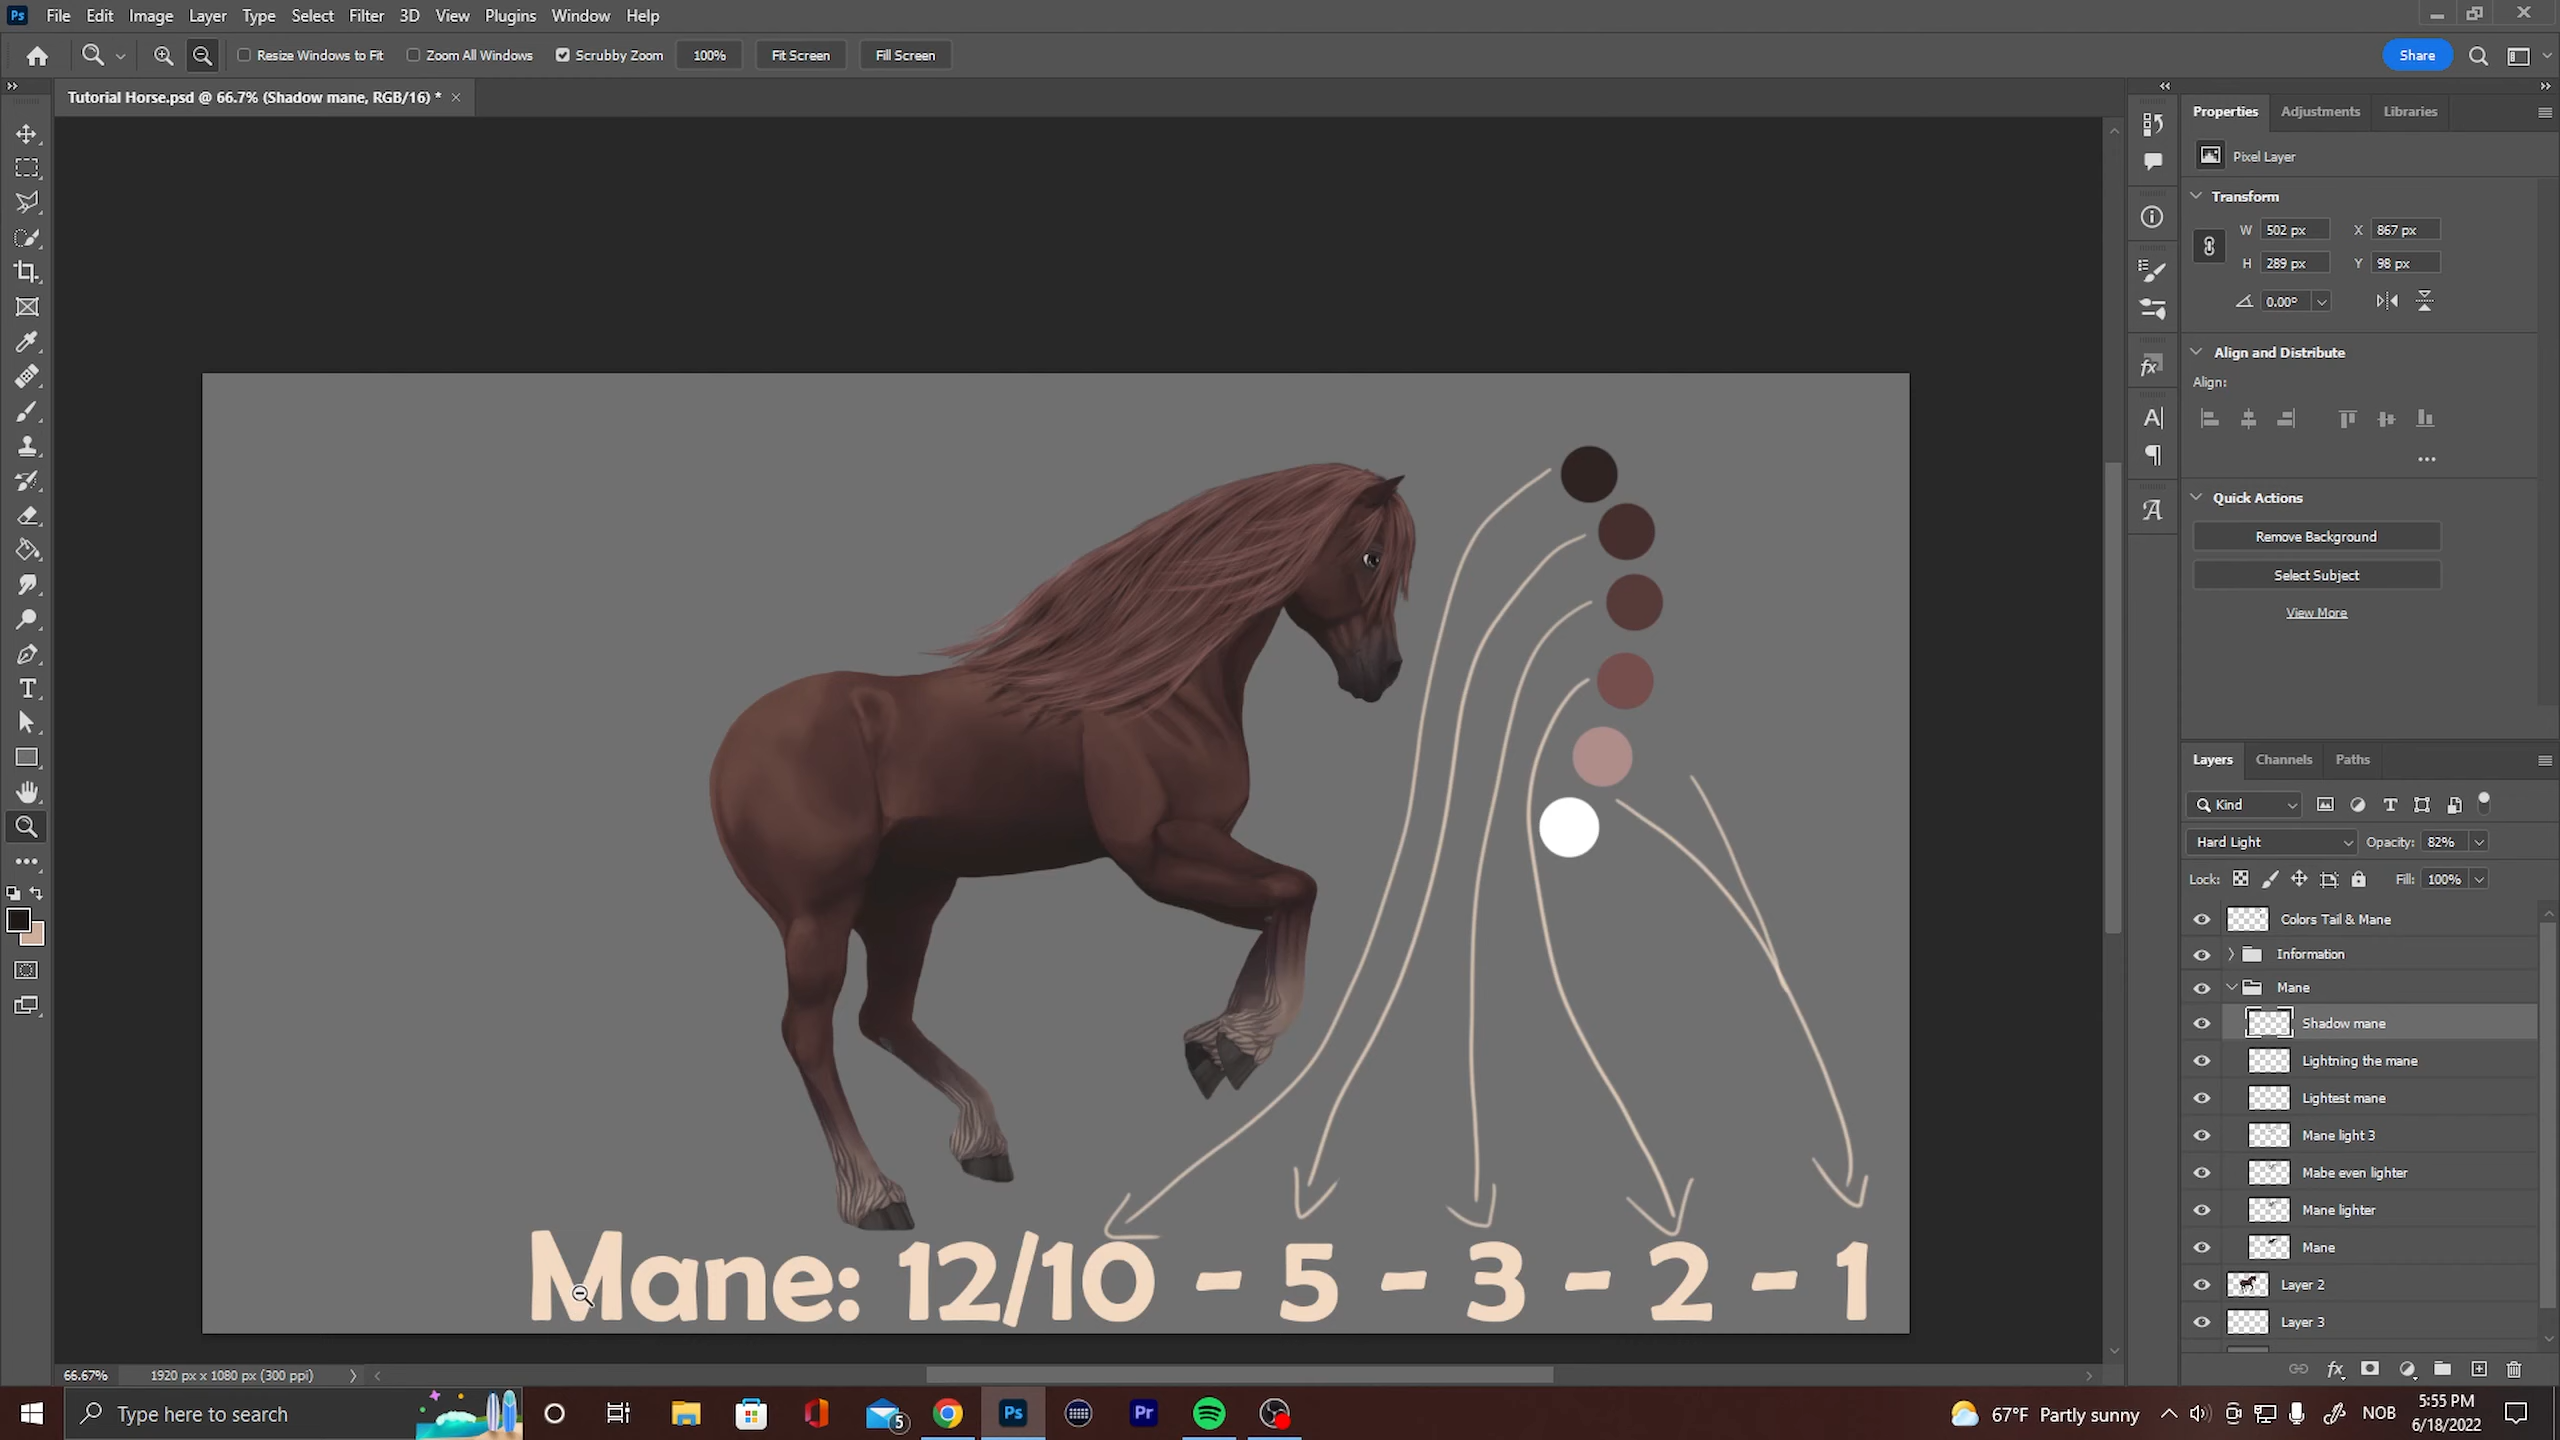 Ps File Edit Image Layer Type Select Filter 3D View Plugins Window Help
Resize Windows to Fit Zoom All Windows Scrubby Zoom 100% Fit Screen Fill Screen Share
Tutorial Horse.psd @ 66.7% (Shadow mane, RGB/16) *
Properties Adjustments Libraries
Pixel Layer
Transform
W 502 px X 867 px
H 289 px Y 98 px
0.00°
Align and Distribute
Align:
Quick Actions
Remove Background
Select Subject
View More
Layers Channels Paths
Kind
Hard Light Opacity: 82%
Lock: Fill: 100%
Colors Tail & Mane
Information
Mane
Shadow mane
Lightning the mane
Lightest mane
Mane light 3
Mabe even lighter
Mane lighter
Mane
Layer 2
Layer 3
Mane: 12/10 - 5 - 3 - 2 - 1
66.67% 1920 px x 1080 px (300 ppi)
Type here to search
5
Ps
Pr
67°F Partly sunny
NOB
5:55 PM
6/18/2022